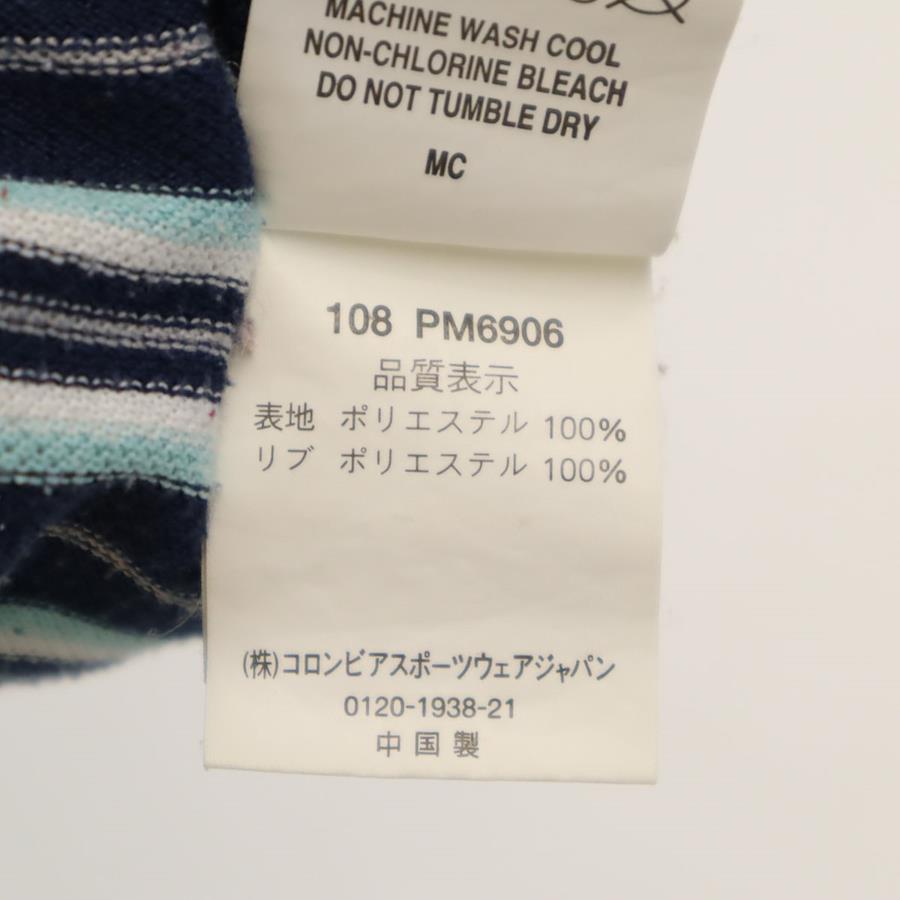 MACHINE WASH COOL
NON-CHLORINE BLEACH
DO NOT TUMBLE DRY
MC
108 PM6906
品質表示
表地 ポリエステル 100%
リブ ポリエステル 100%
(株)コロンビアスポーツウェアジャパン
0120-1938-21
中国製